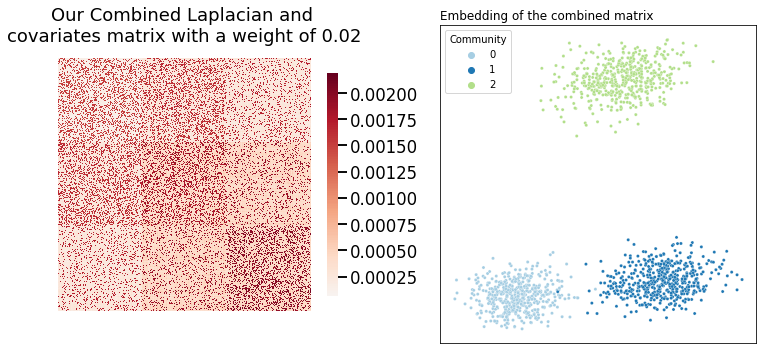 Our Combined Laplacian and
covariates matrix with a weight of 0.02
0.00200
0.00175
0.00150
0.00125
0.00100
0.00075
0.00050
0.00025
Embedding of the combined matrix
Community
0
1
2